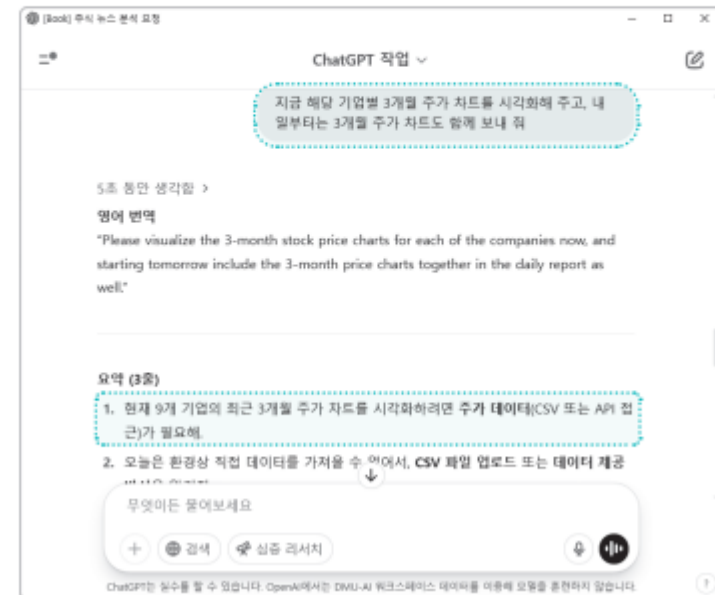 [Book] 주식 뉴스 분석 요청
ChatGPT 작업
지금 해당 기업별 3개월 주가 차트를 시각화해 주고, 내
일부터는 3개월 주가 차트도 함께 보내 줘
5초 동안 생각함 >
영어 번역
"Please visualize the 3-month stock price charts for each of the companies now, and
starting tomorrow include the 3-month price charts together in the daily report as
well."
요약 (3줄)
1. 현재 9개 기업의 최근 3개월 주가 차트를 시각화하려면 주가 데이터(CSV 또는 API 접
근)가 필요해.
2. 오늘은 환경상 직접 데이터를 가져올 수 없어서, CSV 파일 업로드 또는 데이터 제공
무엇이든 물어보세요
검색
심층 리서치
ChatGPT는 실수를 할 수 있습니다. OpenAI에서는 DMU-AI 워크스페이스 데이터를 이용해 모델을 훈련하지 않습니다.
?